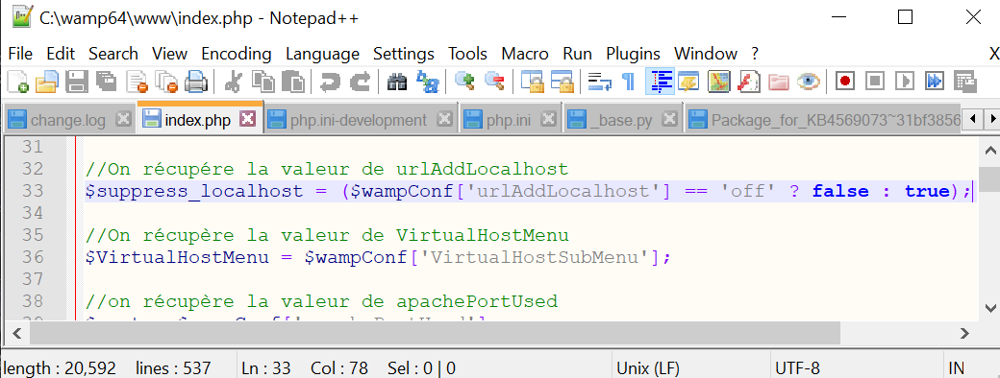 C:\wamp64\www\index.php - Notepad++
File Edit Search View Encoding Language Settings Tools Macro Run Plugins Window ? X
change.log index.php php.ini-development php.ini _base.py Package_for_KB4569073~31bf3856
31
32 //On récupére la valeur de urlAddLocalhost
33 $suppress_localhost = ($wampConf['urlAddLocalhost'] == 'off' ? false : true);
34
35 //On récupère la valeur de VirtualHostMenu
36 $VirtualHostMenu = $wampConf['VirtualHostSubMenu'];
37
38 //on récupère la valeur de apachePortUsed
length : 20,592 lines : 537 Ln : 33 Col : 78 Sel : 0 | 0 Unix (LF) UTF-8 IN